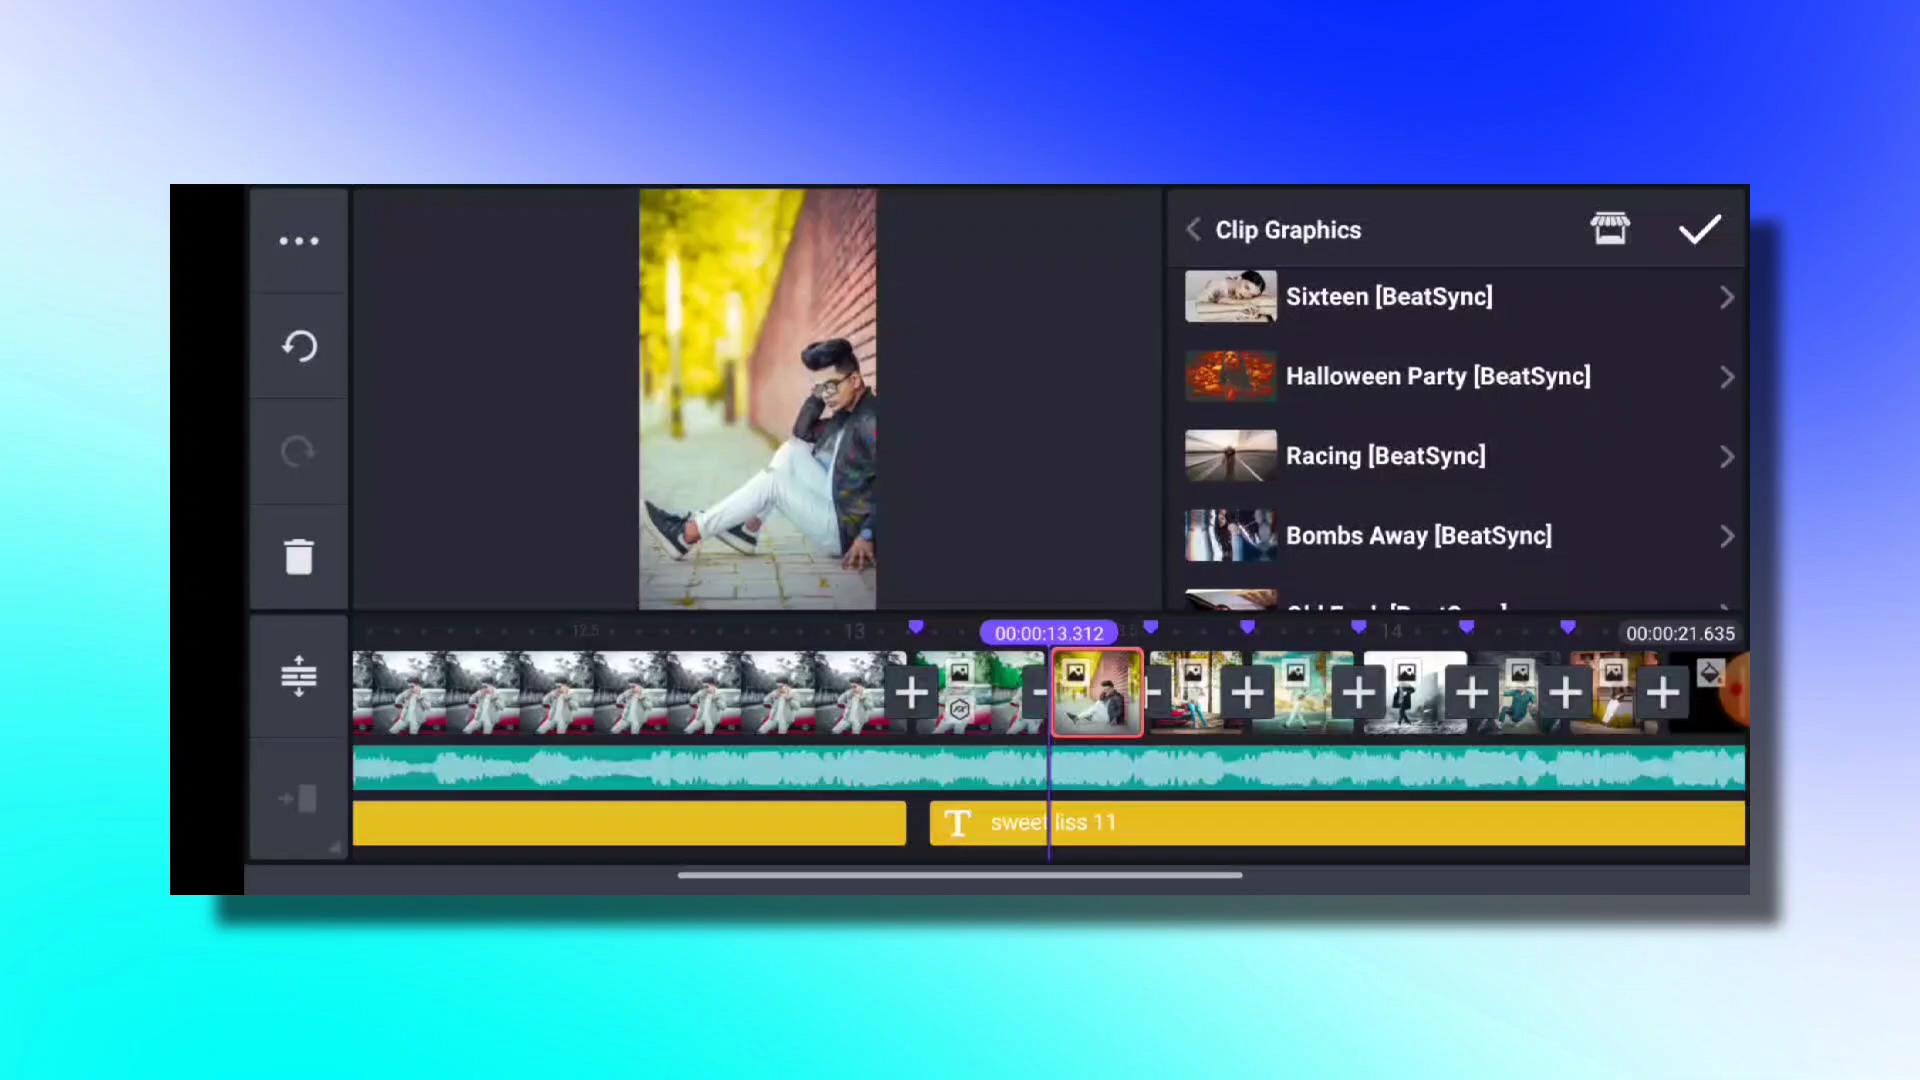 Clip Graphics
Sixteen [BeatSync]
Halloween Party [BeatSync]
Racing [BeatSync]
Bombs Away [BeatSync]
12.5
13
00:00:13.312
14
00:00:21.635
T
sweet liss 11